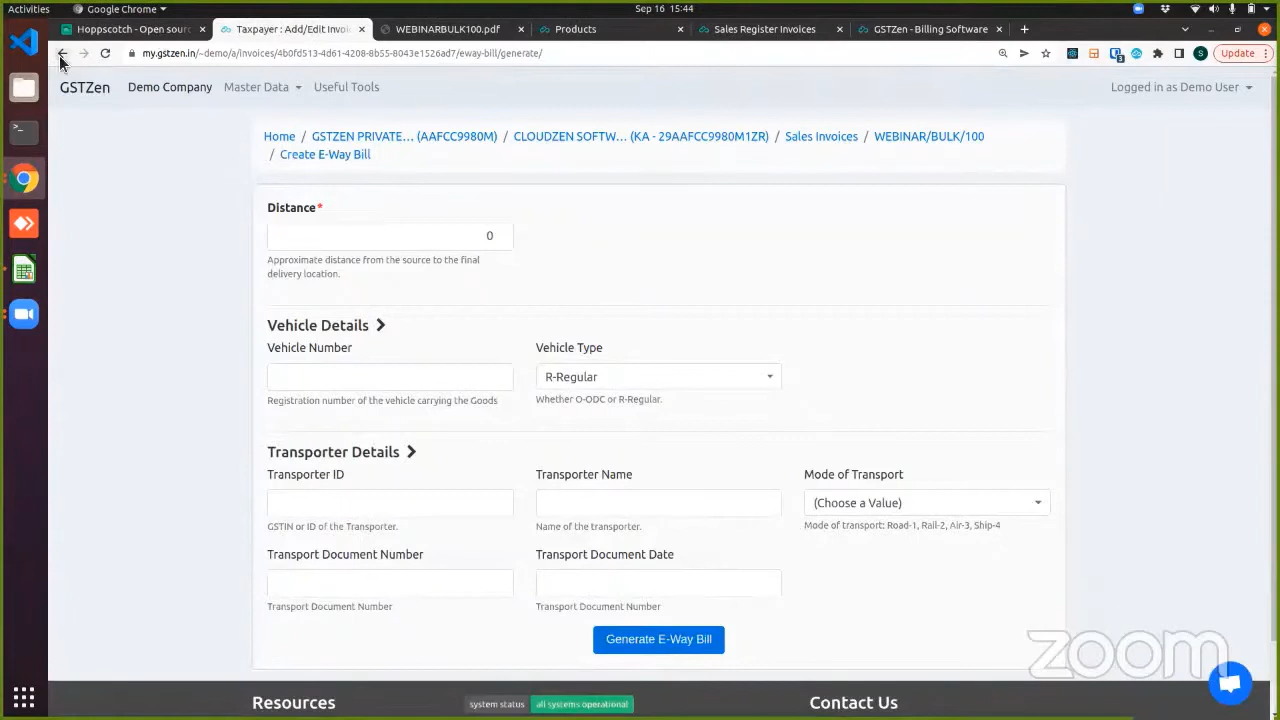 Activities
Google Chrome
Sep 16 15:44
Hoppscotch - Open sourc
Taxpayer : Add/Edit Invoi
WEBINARBULK100.pdf
Products
Sales Register Invoices
GSTZen - Billing Software
my.gstzen.in/~demo/a/invoices/4b0fd513-4d61-4208-8b55-8043e1526ad7/eway-bill/generate/
Update
GSTZen
Demo Company
Master Data
Useful Tools
Logged in as Demo User
Home / GSTZEN PRIVATE... (AAFCC9980M) / CLOUDZEN SOFTW... (KA - 29AAFCC9980M1ZR) / Sales Invoices / WEBINAR/BULK/100
/ Create E-Way Bill
Distance*
0
Approximate distance from the source to the final
delivery location.
Vehicle Details
Vehicle Number
Vehicle Type
R-Regular
Registration number of the vehicle carrying the Goods
Whether O-ODC or R-Regular.
Transporter Details
Transporter ID
Transporter Name
Mode of Transport
(Choose a Value)
GSTIN or ID of the Transporter.
Name of the transporter.
Mode of transport: Road-1, Rail-2, Air-3, Ship-4
Transport Document Number
Transport Document Date
Transport Document Number
Transport Document Number
Generate E-Way Bill
zoom
Resources
system status
all systems operational
Contact Us